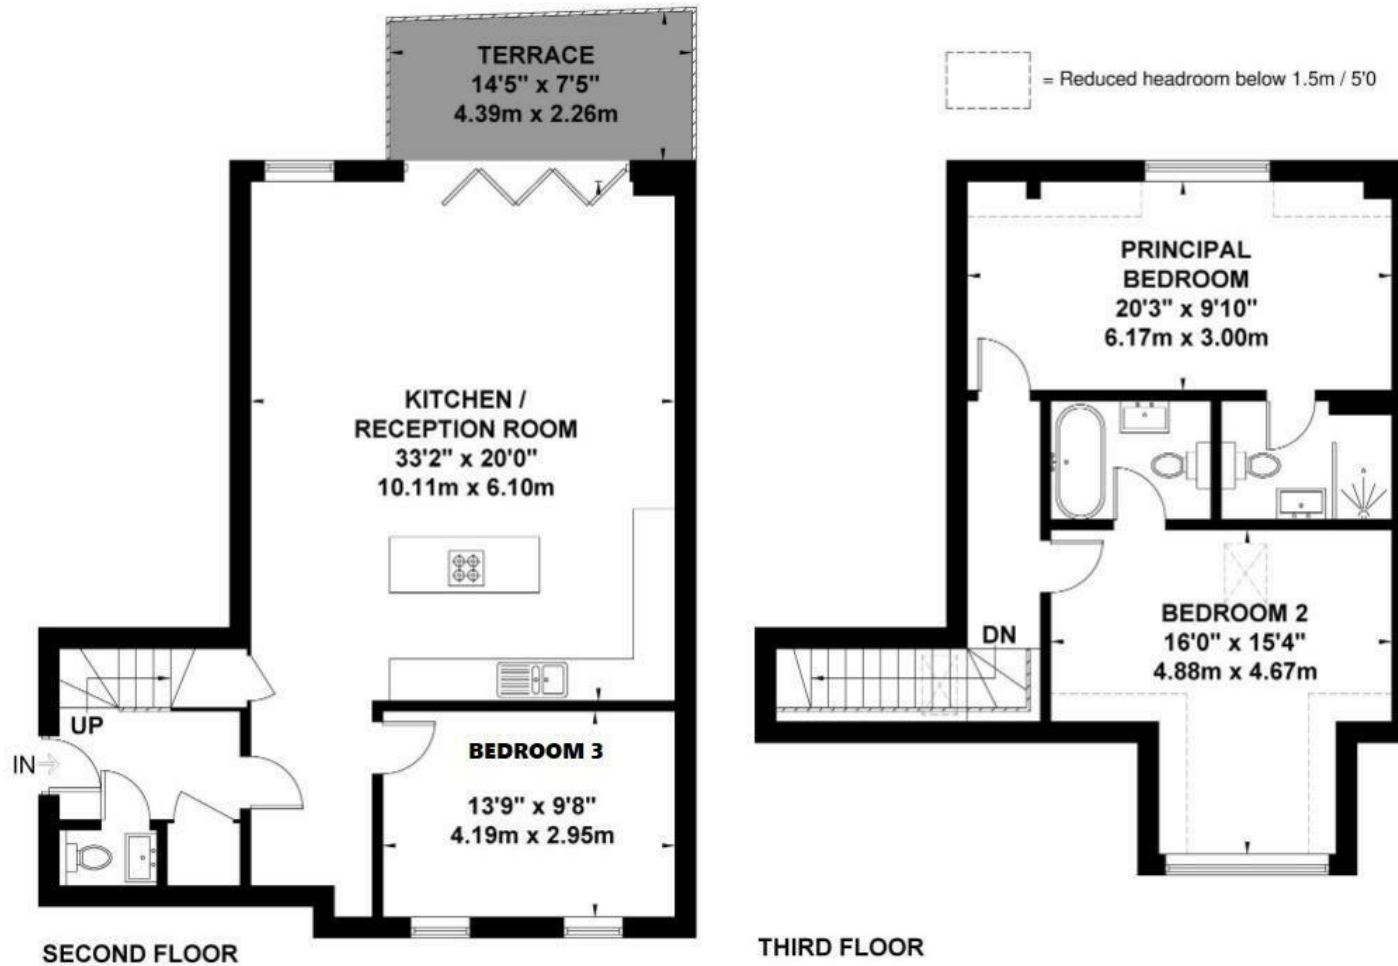 TERRACE
14'5" x 7'5"
4.39m x 2.26m
= Reduced headroom below 1.5m / 5'0
PRINCIPAL
BEDROOM
20'3" x 9'10"
6.17m x 3.00m
KITCHEN /
RECEPTION ROOM
33'2" x 20'0"
10.11m x 6.10m
DN
BEDROOM 2
16'0" x 15'4"
4.88m x 4.67m
UP
IN
BEDROOM 3
13'9" x 9'8"
4.19m x 2.95m
SECOND FLOOR
THIRD FLOOR